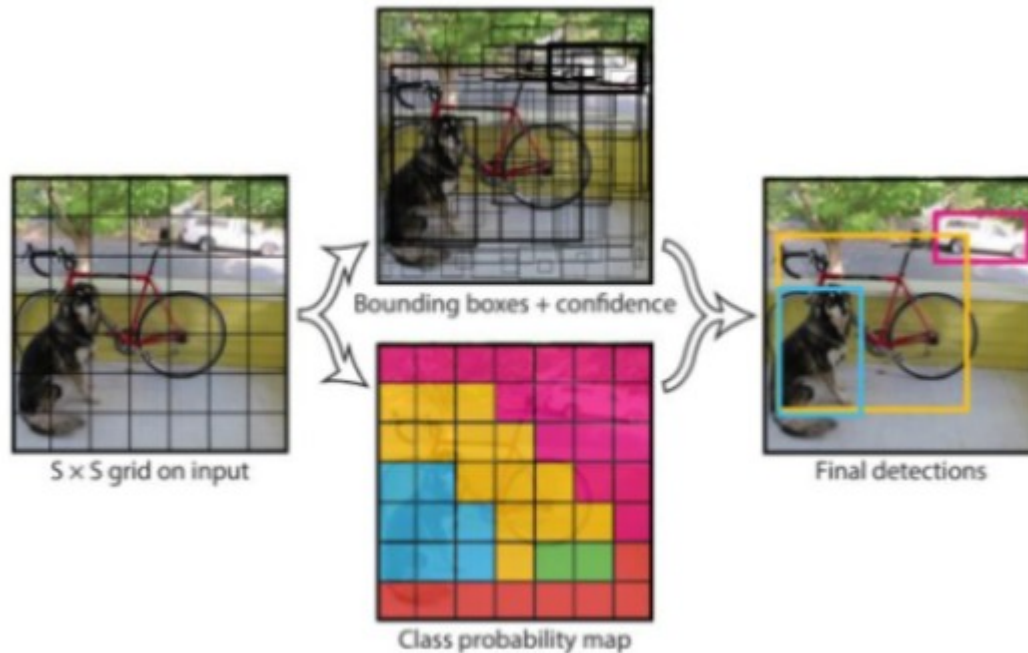 Bounding boxes + confidence
S × S grid on input
Final detections
Class probability map